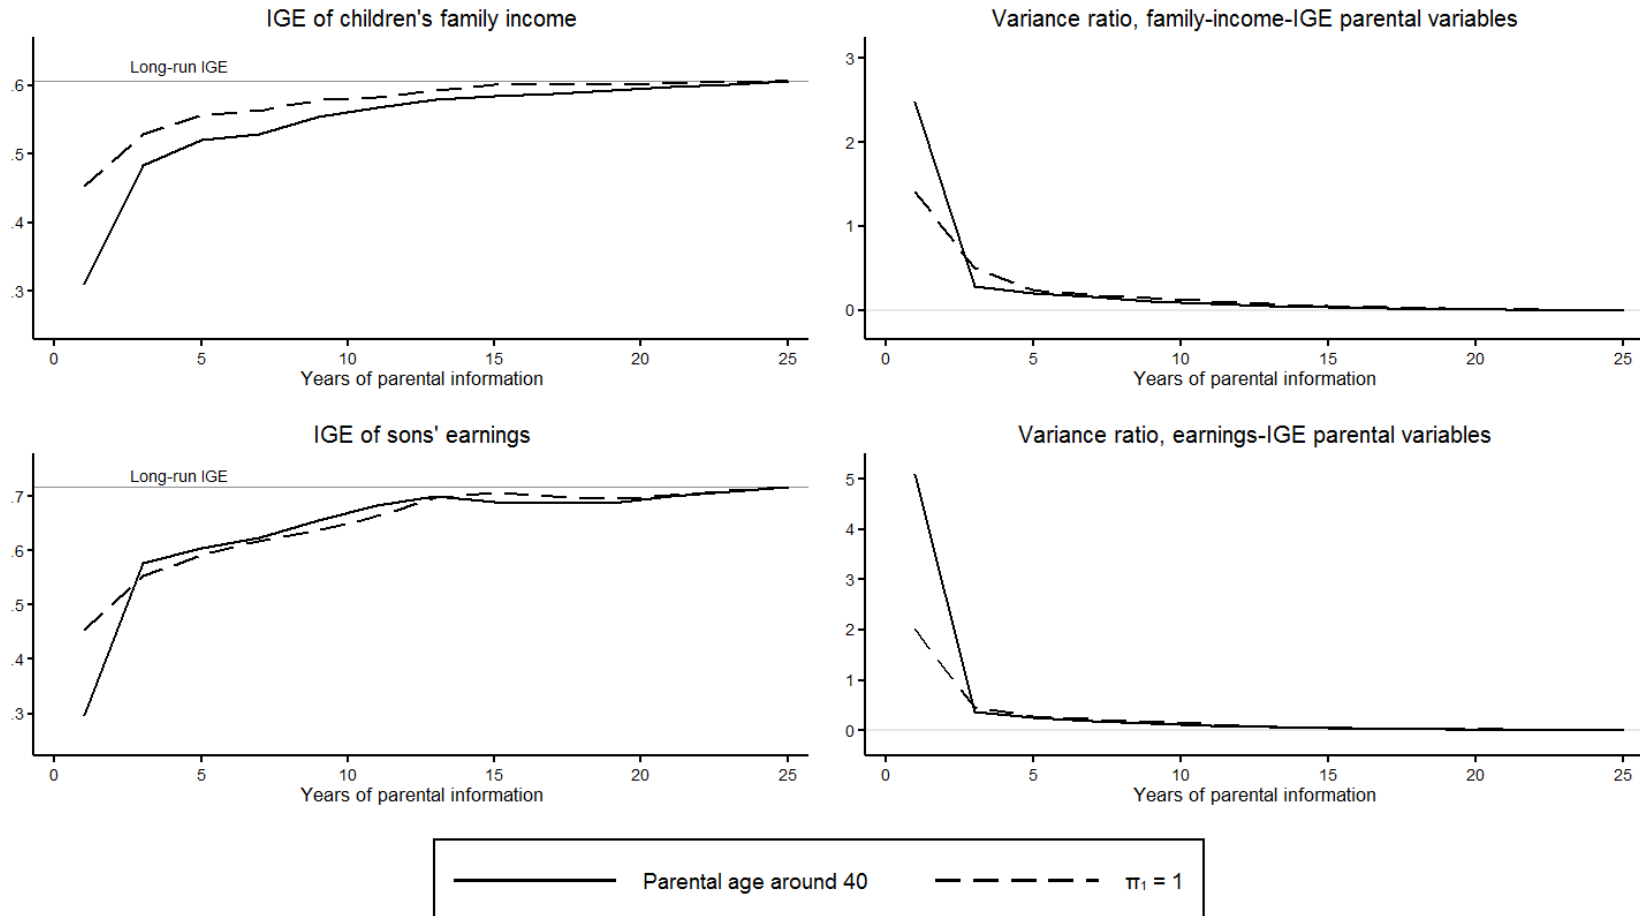 IGE of children's family income
Long-run IGE
.6
.5
.4
.3
0 5 10 15 20 25
Years of parental information
Variance ratio, family-income-IGE parental variables
3
2
1
0
0 5 10 15 20 25
Years of parental information
IGE of sons' earnings
Long-run IGE
.7
.6
.5
.4
.3
0 5 10 15 20 25
Years of parental information
Variance ratio, earnings-IGE parental variables
5
4
3
2
1
0
0 5 10 15 20 25
Years of parental information
Parental age around 40 π₁ = 1